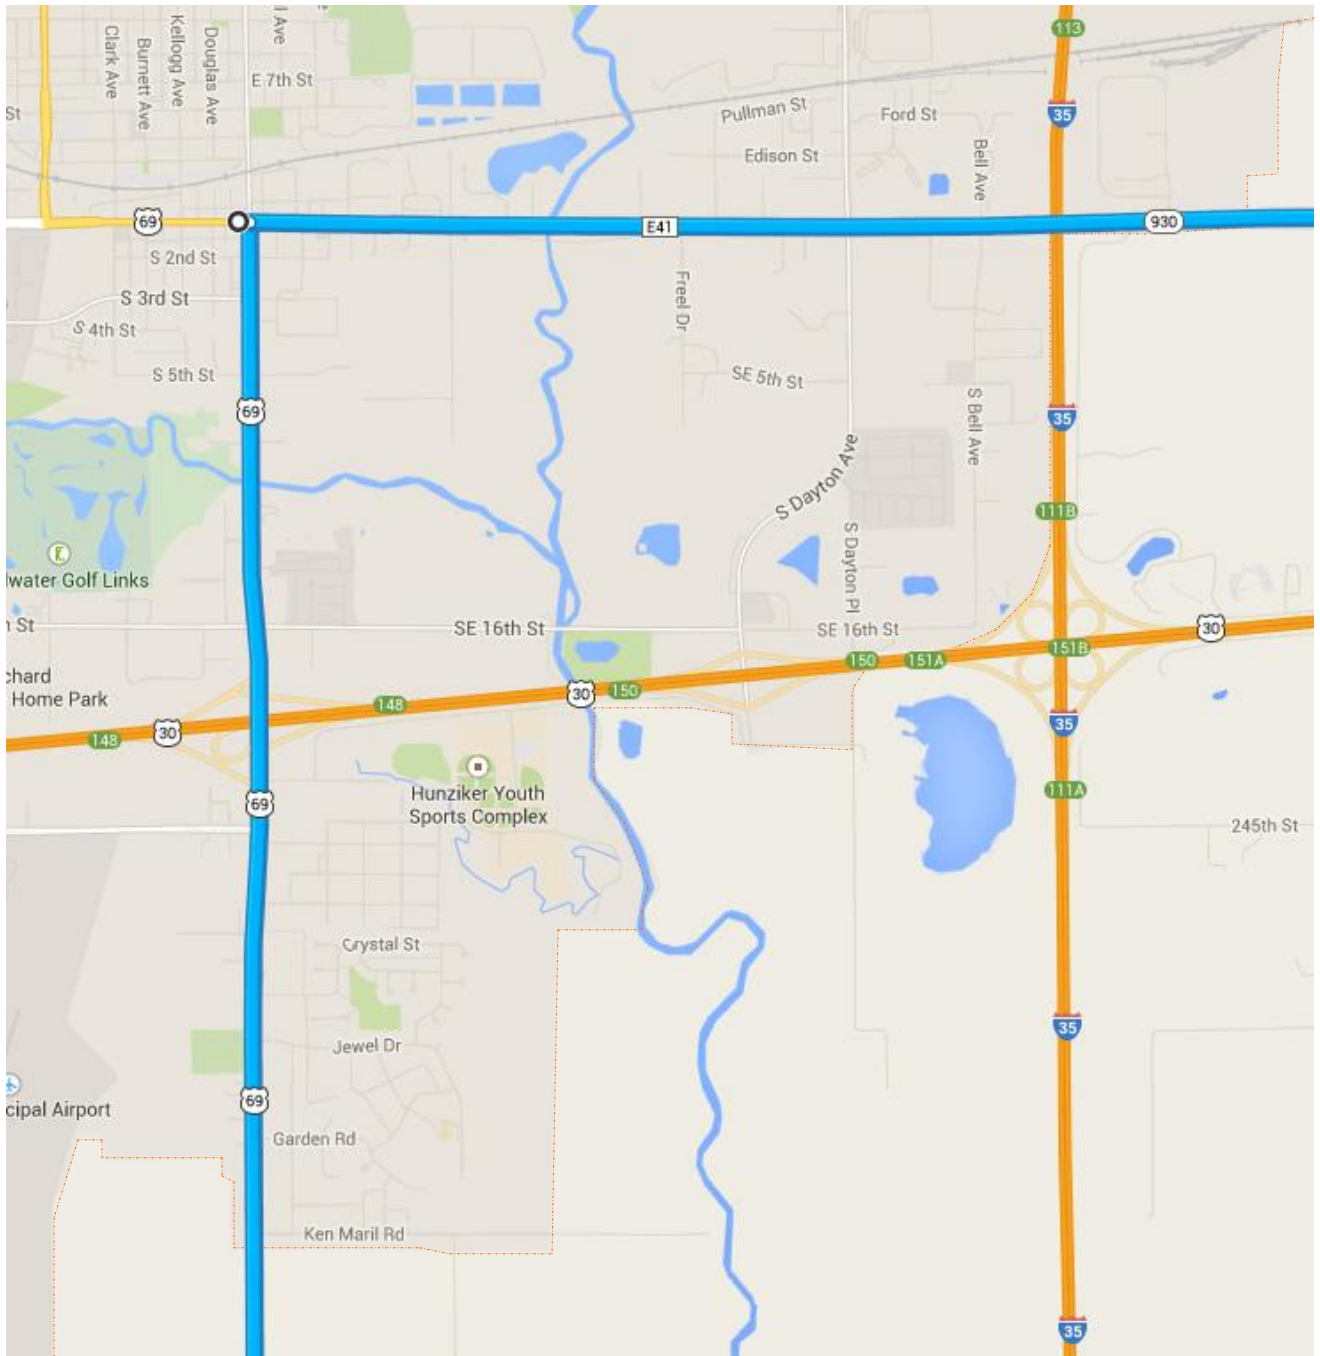 Clark Ave
Burnett Ave
Kellogg Ave
Douglas Ave
l Ave
E 7th St
113
St
Pullman St
Ford St
35
Edison St
Bell Ave
69
E41
930
S 2nd St
S 3rd St
S 4th St
Freel Dr
S 5th St
SE 5th St
69
S Bell Ave
35
S Dayton Ave
111B
S Dayton Pl
lwater Golf Links
St
SE 16th St
SE 16th St
30
151B
chard
Home Park
150
151A
150
30
148
35
30
148
111A
Hunziker Youth
Sports Complex
69
245th St
Crystal St
35
Jewel Dr
69
cipal Airport
Garden Rd
Ken Maril Rd
35